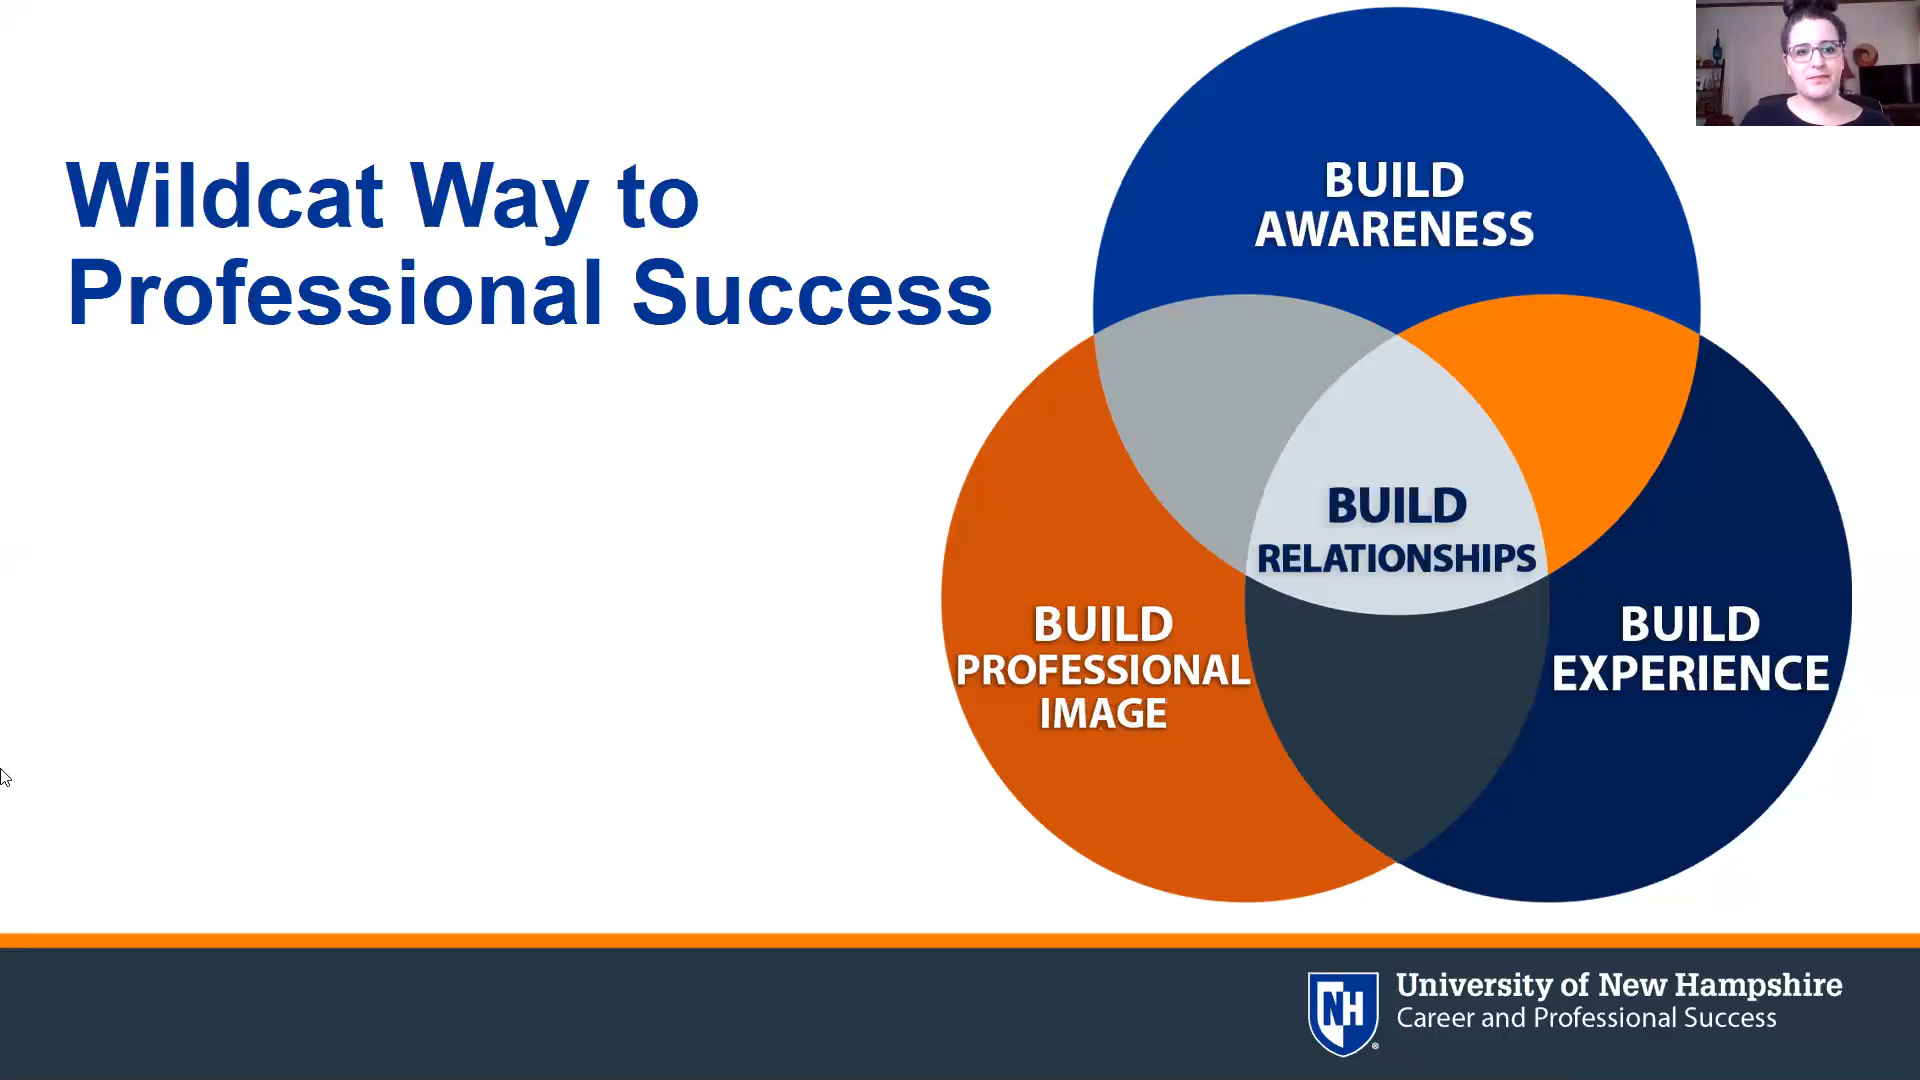 Wildcat Way to
Professional Success
BUILD
AWARENESS
BUILD
RELATIONSHIPS
BUILD
PROFESSIONAL
IMAGE
BUILD
EXPERIENCE
NH
University of New Hampshire
Career and Professional Success